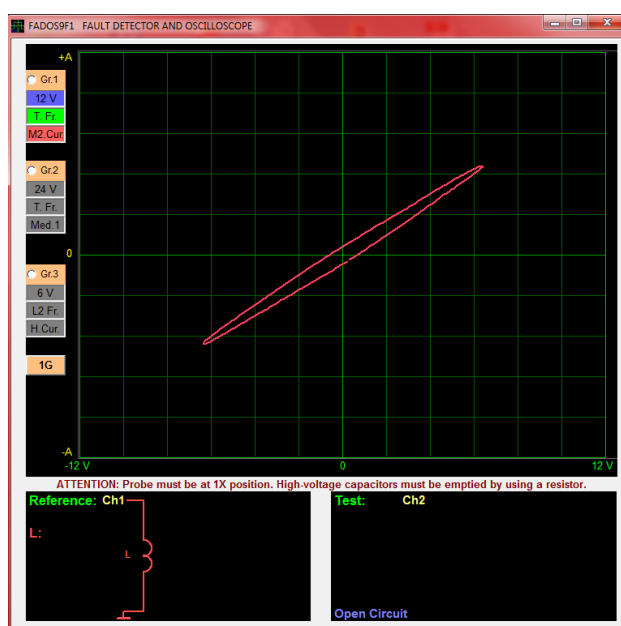 FADOS9F1 FAULT DETECTOR AND OSCILLOSCOPE
+A
Gr.1
12 V
T. Fr.
M2.Cur
Gr.2
24 V
T. Fr.
Med.1
0
Gr.3
6 V
L2 Fr.
H.Cur.
1G
-A
-12 V 0 12 V
ATTENTION: Probe must be at 1X position. High-voltage capacitors must be emptied by using a resistor.
Reference: Ch1
L:
L
Test: Ch2
Open Circuit